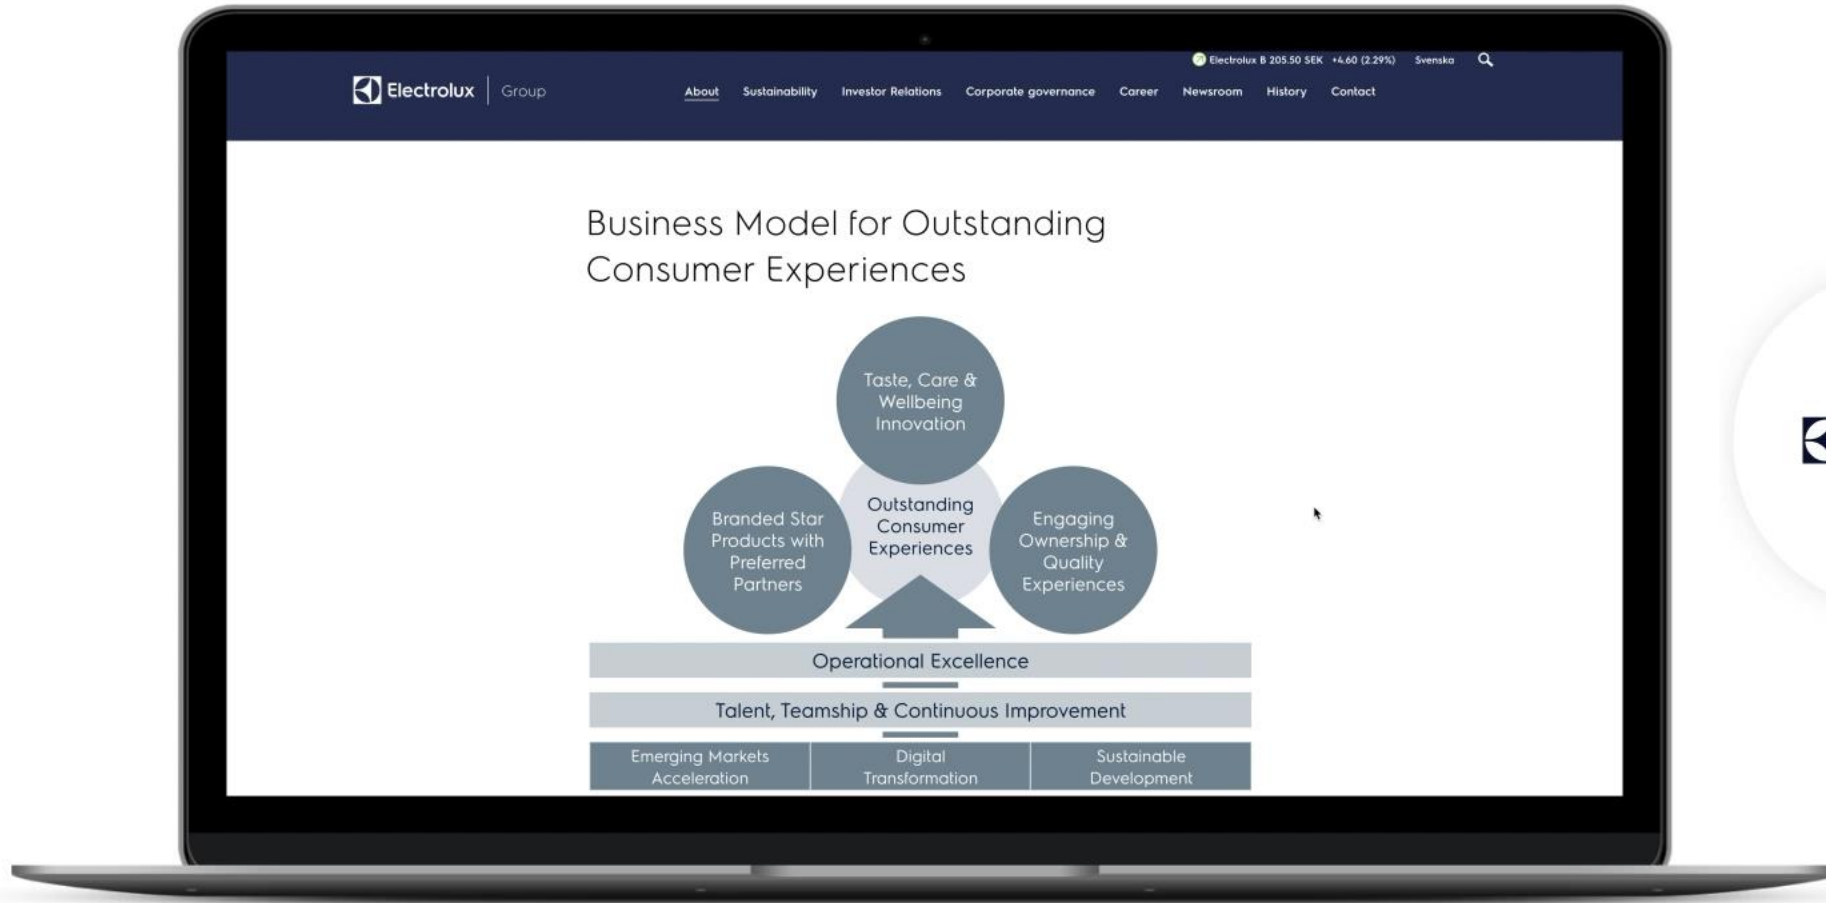 Electrolux B 205.50 SEK +4.60 (2.29%) Svenska
Electrolux Group
About Sustainability Investor Relations Corporate governance Career Newsroom History Contact
Business Model for Outstanding
Consumer Experiences
Taste, Care &
Wellbeing
Innovation
Outstanding
Consumer
Experiences
Branded Star
Products with
Preferred
Partners
Engaging
Ownership &
Quality
Experiences
Operational Excellence
Talent, Teamship & Continuous Improvement
Emerging Markets
Acceleration
Digital
Transformation
Sustainable
Development